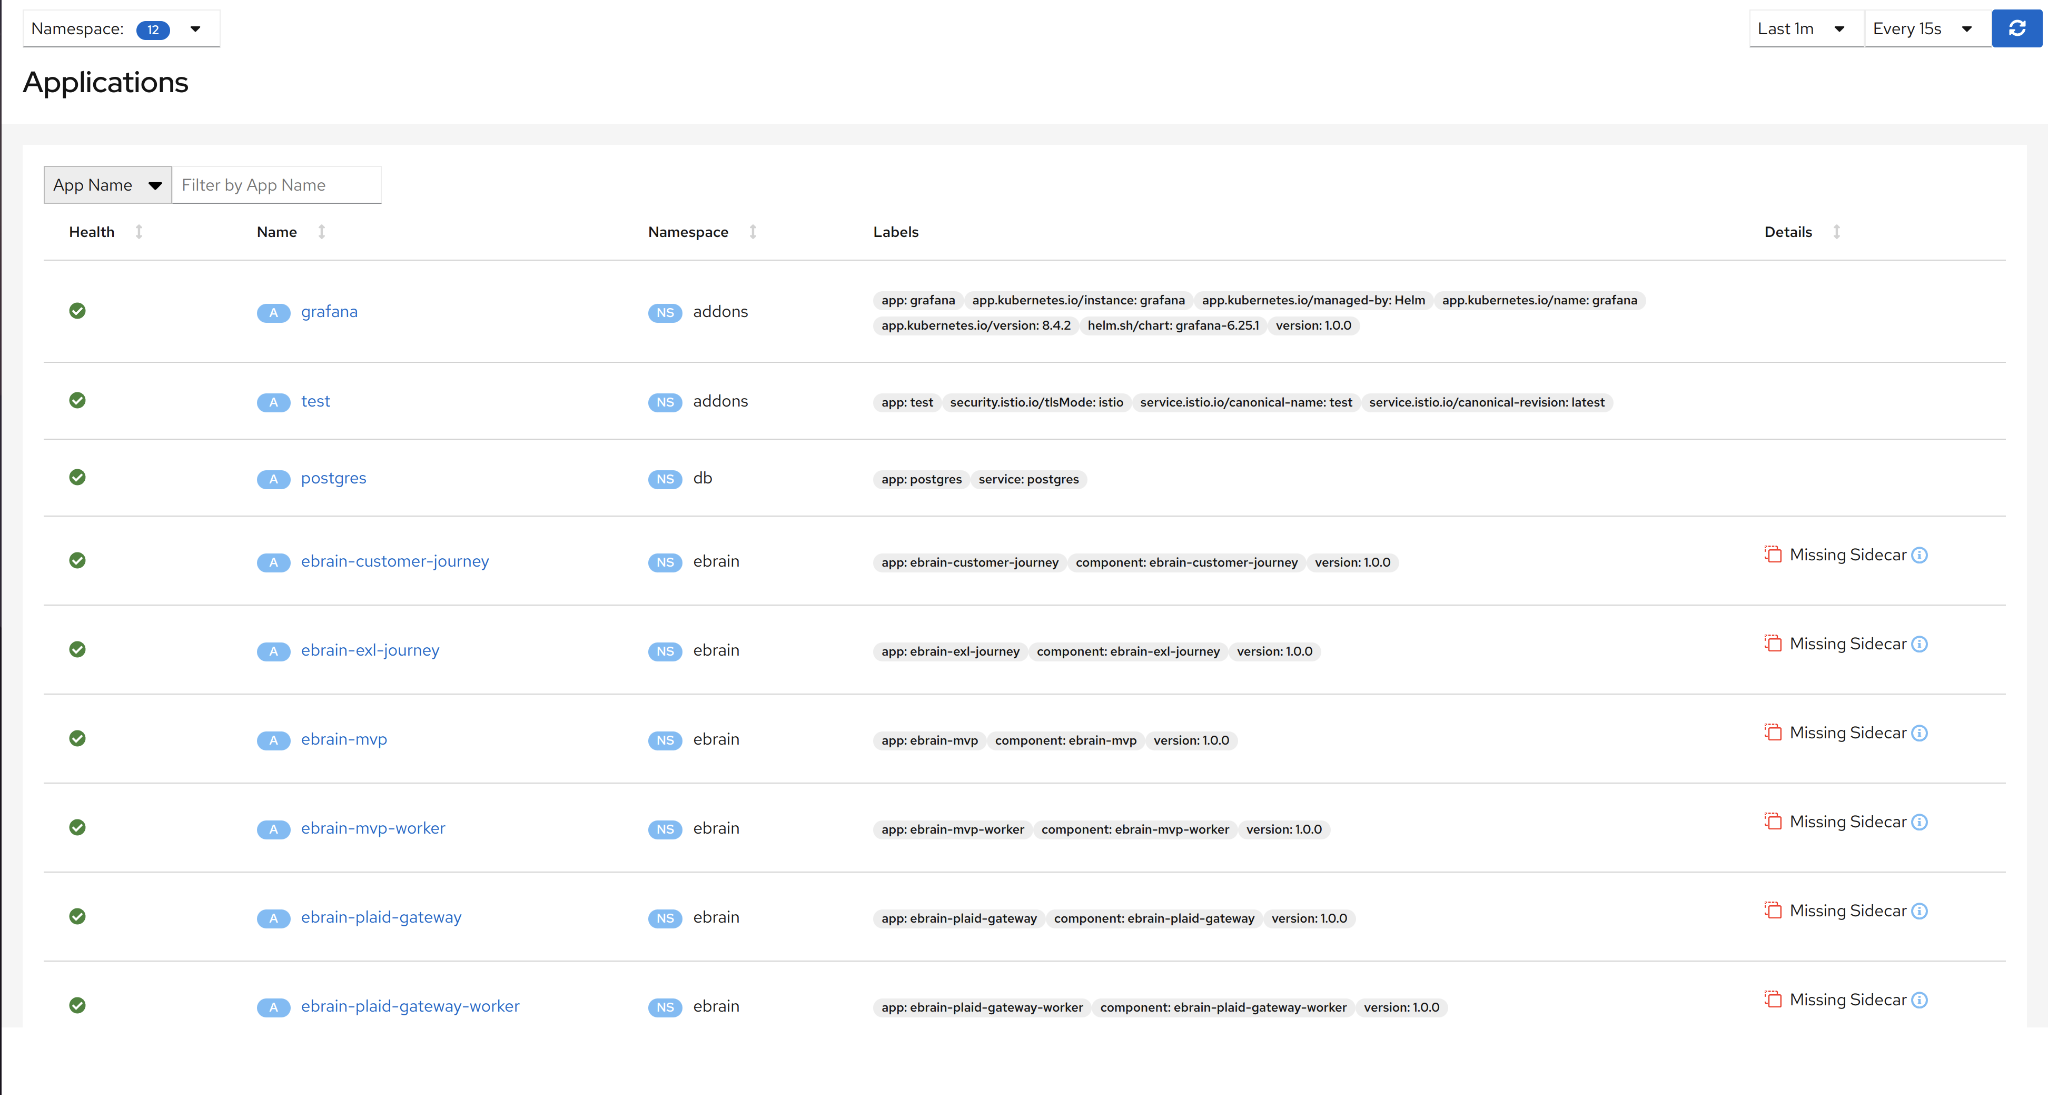 Namespace: 12
Last 1m Every 15s
Applications
App Name Filter by App Name
Health Name Namespace Labels Details
app: grafana app.kubernetes.io/instance: grafana app.kubernetes.io/managed-by: Helm app.kubernetes.io/name: grafana
A grafana NS addons
app.kubernetes.io/version: 8.4.2 helm.sh/chart: grafana-6.25.1 version: 1.0.0
A test NS addons app: test security.istio.io/tlsMode: istio service.istio.io/canonical-name: test service.istio.io/canonical-revision: latest
A postgres NS db app: postgres service: postgres
A ebrain-customer-journey NS ebrain app: ebrain-customer-journey component: ebrain-customer-journey version: 1.0.0 Missing Sidecar
A ebrain-exl-journey NS ebrain app: ebrain-exl-journey component: ebrain-exl-journey version: 1.0.0 Missing Sidecar
A ebrain-mvp NS ebrain app: ebrain-mvp component: ebrain-mvp version: 1.0.0 Missing Sidecar
A ebrain-mvp-worker NS ebrain app: ebrain-mvp-worker component: ebrain-mvp-worker version: 1.0.0 Missing Sidecar
A ebrain-plaid-gateway NS ebrain app: ebrain-plaid-gateway component: ebrain-plaid-gateway version: 1.0.0 Missing Sidecar
A ebrain-plaid-gateway-worker NS ebrain app: ebrain-plaid-gateway-worker component: ebrain-plaid-gateway-worker version: 1.0.0 Missing Sidecar